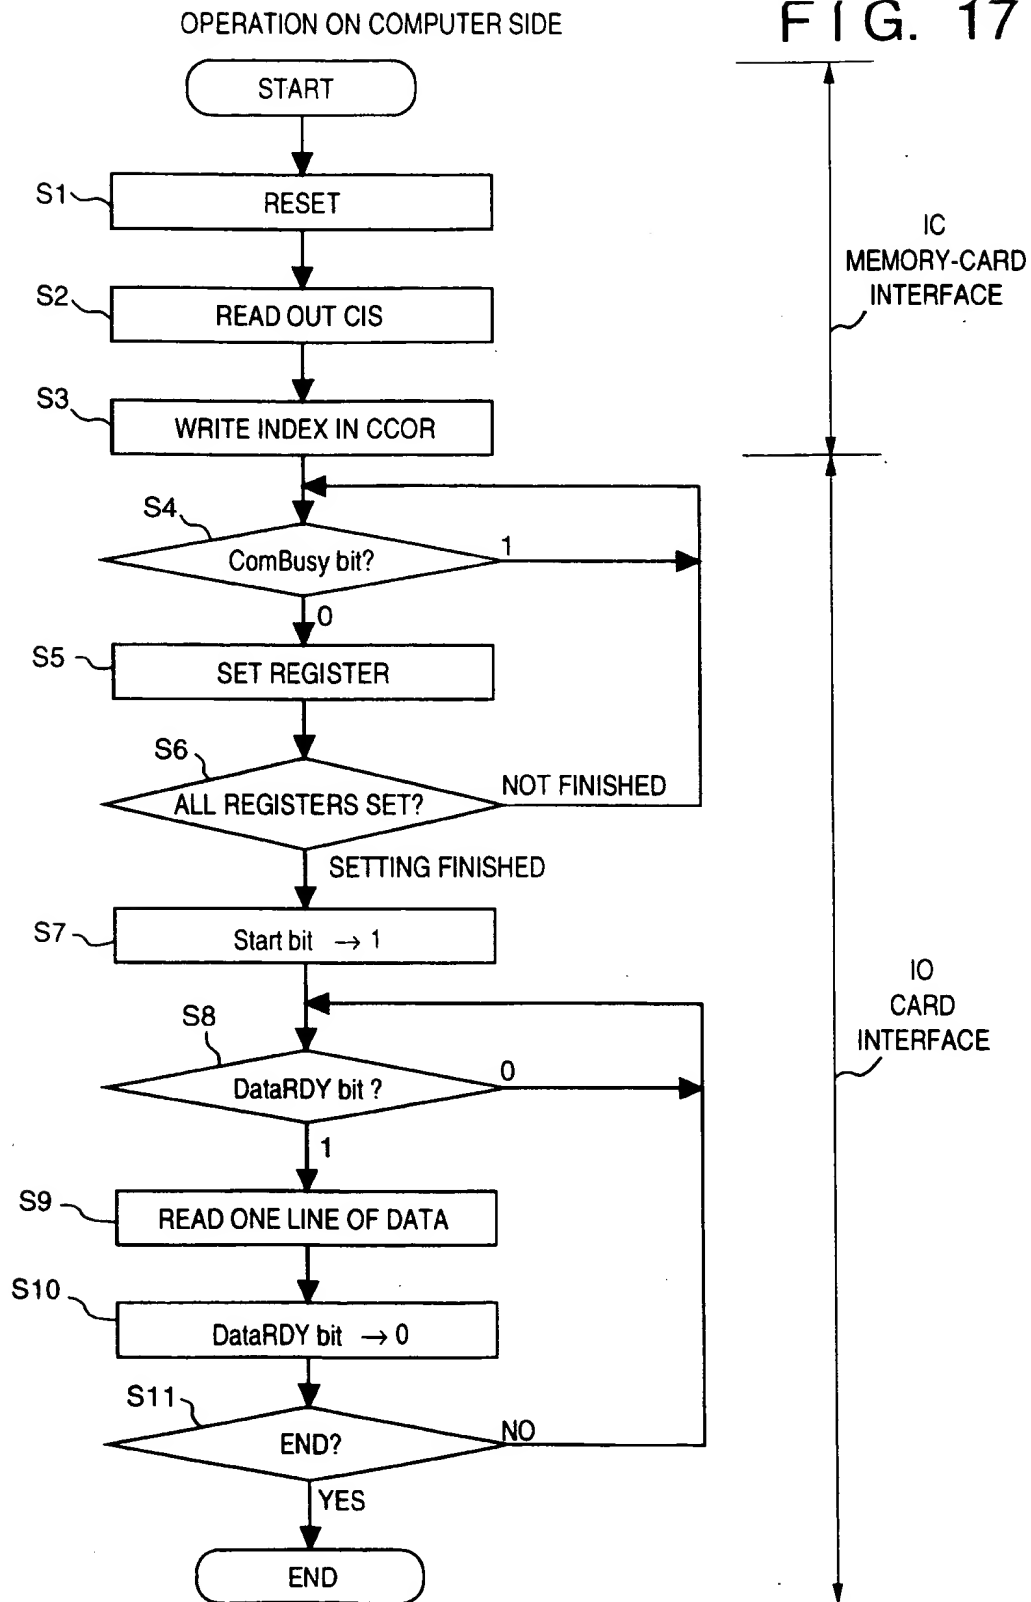 OPERATION ON COMPUTER SIDE
FIG. 17
START
S1
RESET
S2
READ OUT CIS
S3
WRITE INDEX IN CCOR
IC
MEMORY-CARD
INTERFACE
S4
ComBusy bit?
1
0
S5
SET REGISTER
S6
ALL REGISTERS SET?
NOT FINISHED
SETTING FINISHED
S7
Start bit → 1
IO
CARD
INTERFACE
S8
DataRDY bit ?
0
1
S9
READ ONE LINE OF DATA
S10
DataRDY bit → 0
S11
END?
NO
YES
END